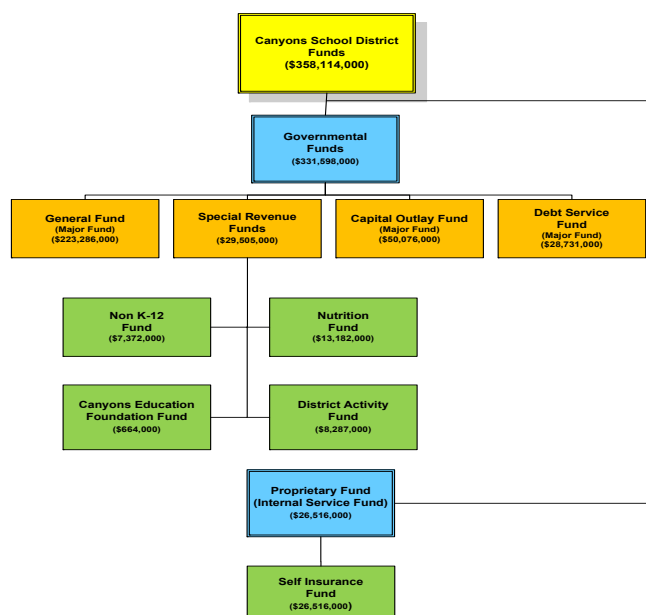 Canyons School District
Funds
($358,114,000)
Governmental
Funds
($331,598,000)
General Fund
(Major Fund)
($223,286,000)
Special Revenue
Funds
($29,505,000)
Capital Outlay Fund
(Major Fund)
($50,076,000)
Debt Service
Fund
(Major Fund)
($28,731,000)
Non K-12
Fund
($7,372,000)
Nutrition
Fund
($13,182,000)
Canyons Education
Foundation Fund
($664,000)
District Activity
Fund
($8,287,000)
Proprietary Fund
(Internal Service Fund)
($26,516,000)
Self Insurance
Fund
($26,516,000)